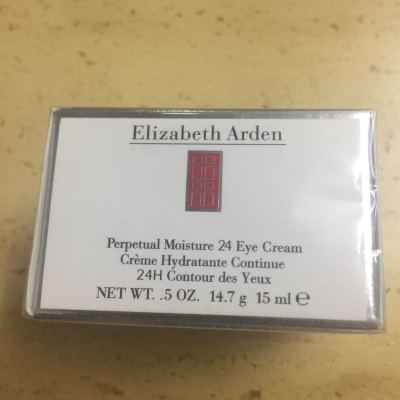 Elizabeth Arden
Perpetual Moisture 24 Eye Cream
Crème Hydratante Continue
24H Contour des Yeux
NET WT. .5 OZ. 14.7 g 15 ml ℮